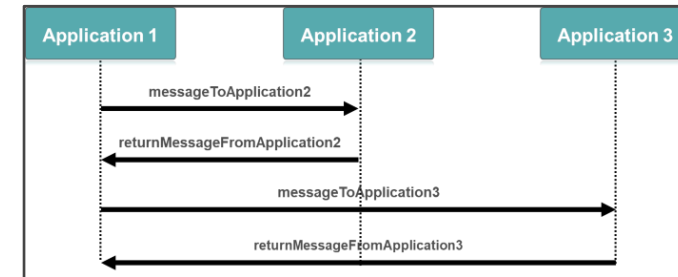 Application 1
Application 2
Application 3
messageToApplication2
returnMessageFromApplication2
messageToApplication3
returnMessageFromApplication3